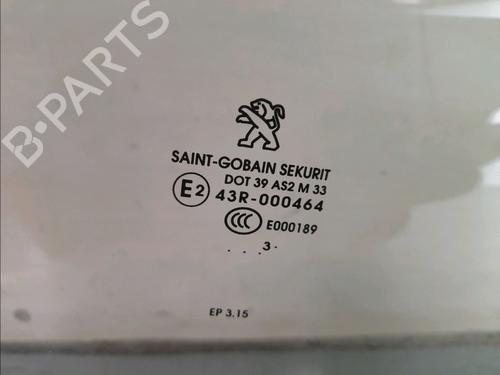 B-PARTS
SAINT-GOBAIN SEKURIT
DOT 39 AS2 M 33
E2 43R-000464
CCC E000189
. . . 3 .
EP 3.15